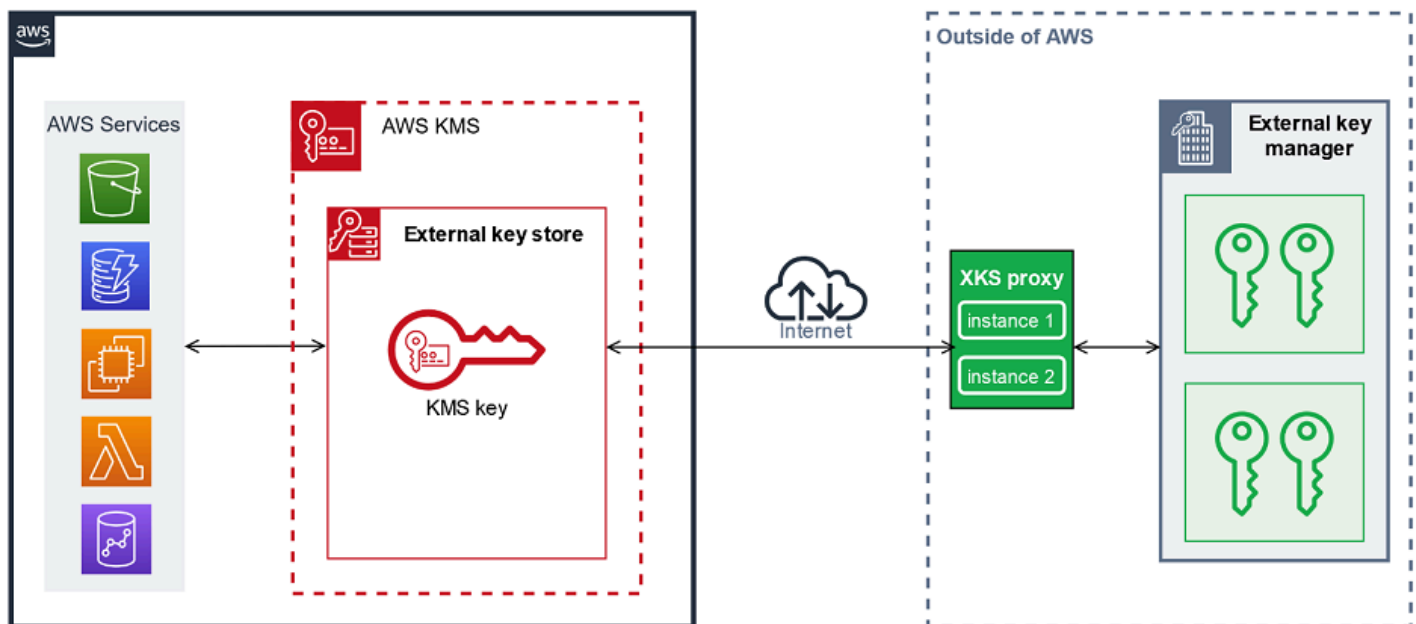 aws
AWS Services
AWS KMS
External key store
KMS key
Internet
Outside of AWS
XKS proxy
instance 1
instance 2
External key
manager